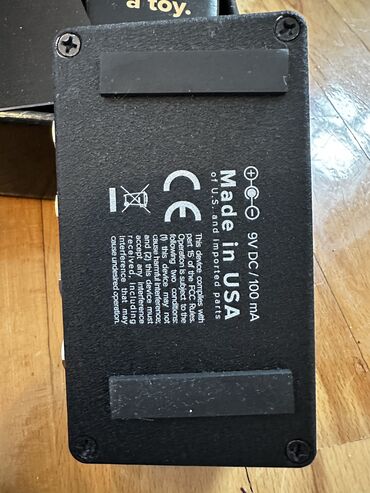 a toy.
9V DC / 100 mA
Made in USA
of U.S. and imported parts
CE
This device complies with
part 15 of the FCC Rules.
Operation is subject to the
following two conditions:
(1) this device may not
cause harmful interference,
and (2) this device must
accept any interference
received, including
interference that may
cause undesired operation.